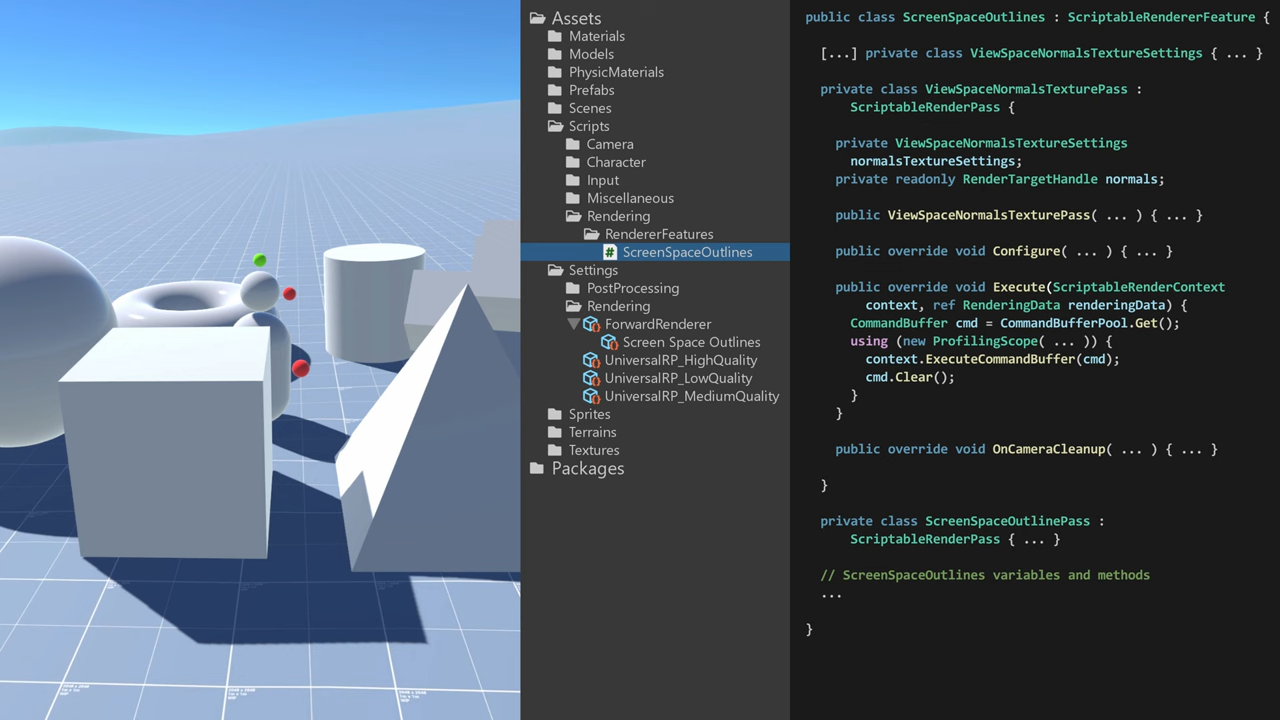 Assets
Materials
Models
PhysicMaterials
Prefabs
Scenes
Scripts
Camera
Character
Input
Miscellaneous
Rendering
RendererFeatures
ScreenSpaceOutlines
Settings
PostProcessing
Rendering
ForwardRenderer
Screen Space Outlines
UniversalRP_HighQuality
UniversalRP_LowQuality
UniversalRP_MediumQuality
Sprites
Terrains
Textures
Packages
public class ScreenSpaceOutlines : ScriptableRendererFeature {
[...] private class ViewSpaceNormalsTextureSettings { ... }
private class ViewSpaceNormalsTexturePass :
ScriptableRenderPass {
private ViewSpaceNormalsTextureSettings
normalsTextureSettings;
private readonly RenderTargetHandle normals;
public ViewSpaceNormalsTexturePass( ... ) { ... }
public override void Configure( ... ) { ... }
public override void Execute(ScriptableRenderContext
context, ref RenderingData renderingData) {
CommandBuffer cmd = CommandBufferPool.Get();
using (new ProfilingScope( ... )) {
context.ExecuteCommandBuffer(cmd);
cmd.Clear();
}
}
public override void OnCameraCleanup( ... ) { ... }
}
private class ScreenSpaceOutlinePass :
ScriptableRenderPass { ... }
// ScreenSpaceOutlines variables and methods
...
}